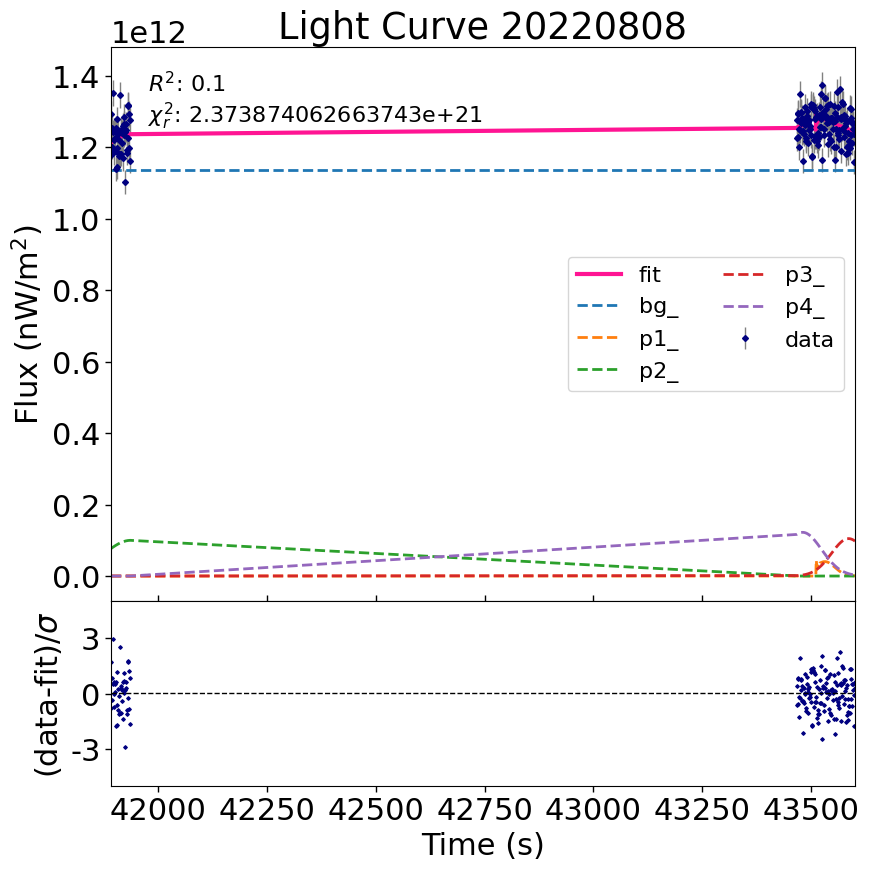 Light Curve 20220808
1e12
R²: 0.1
χ²ᵣ: 2.373874062663743e+21
1.4
1.2
1.0
0.8
0.6
0.4
0.2
0.0
Flux (nW/m²)
fit
bg_
p1_
p2_
p3_
p4_
data
3
0
-3
(data-fit)/σ
42000 42250 42500 42750 43000 43250 43500
Time (s)